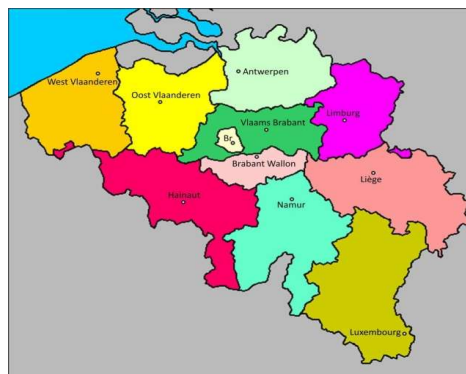 West Vlaanderen
Oost Vlaanderen
Antwerpen
Limburg
Vlaams Brabant
Br
Brabant Wallon
Hainaut
Liège
Namur
Luxembourg